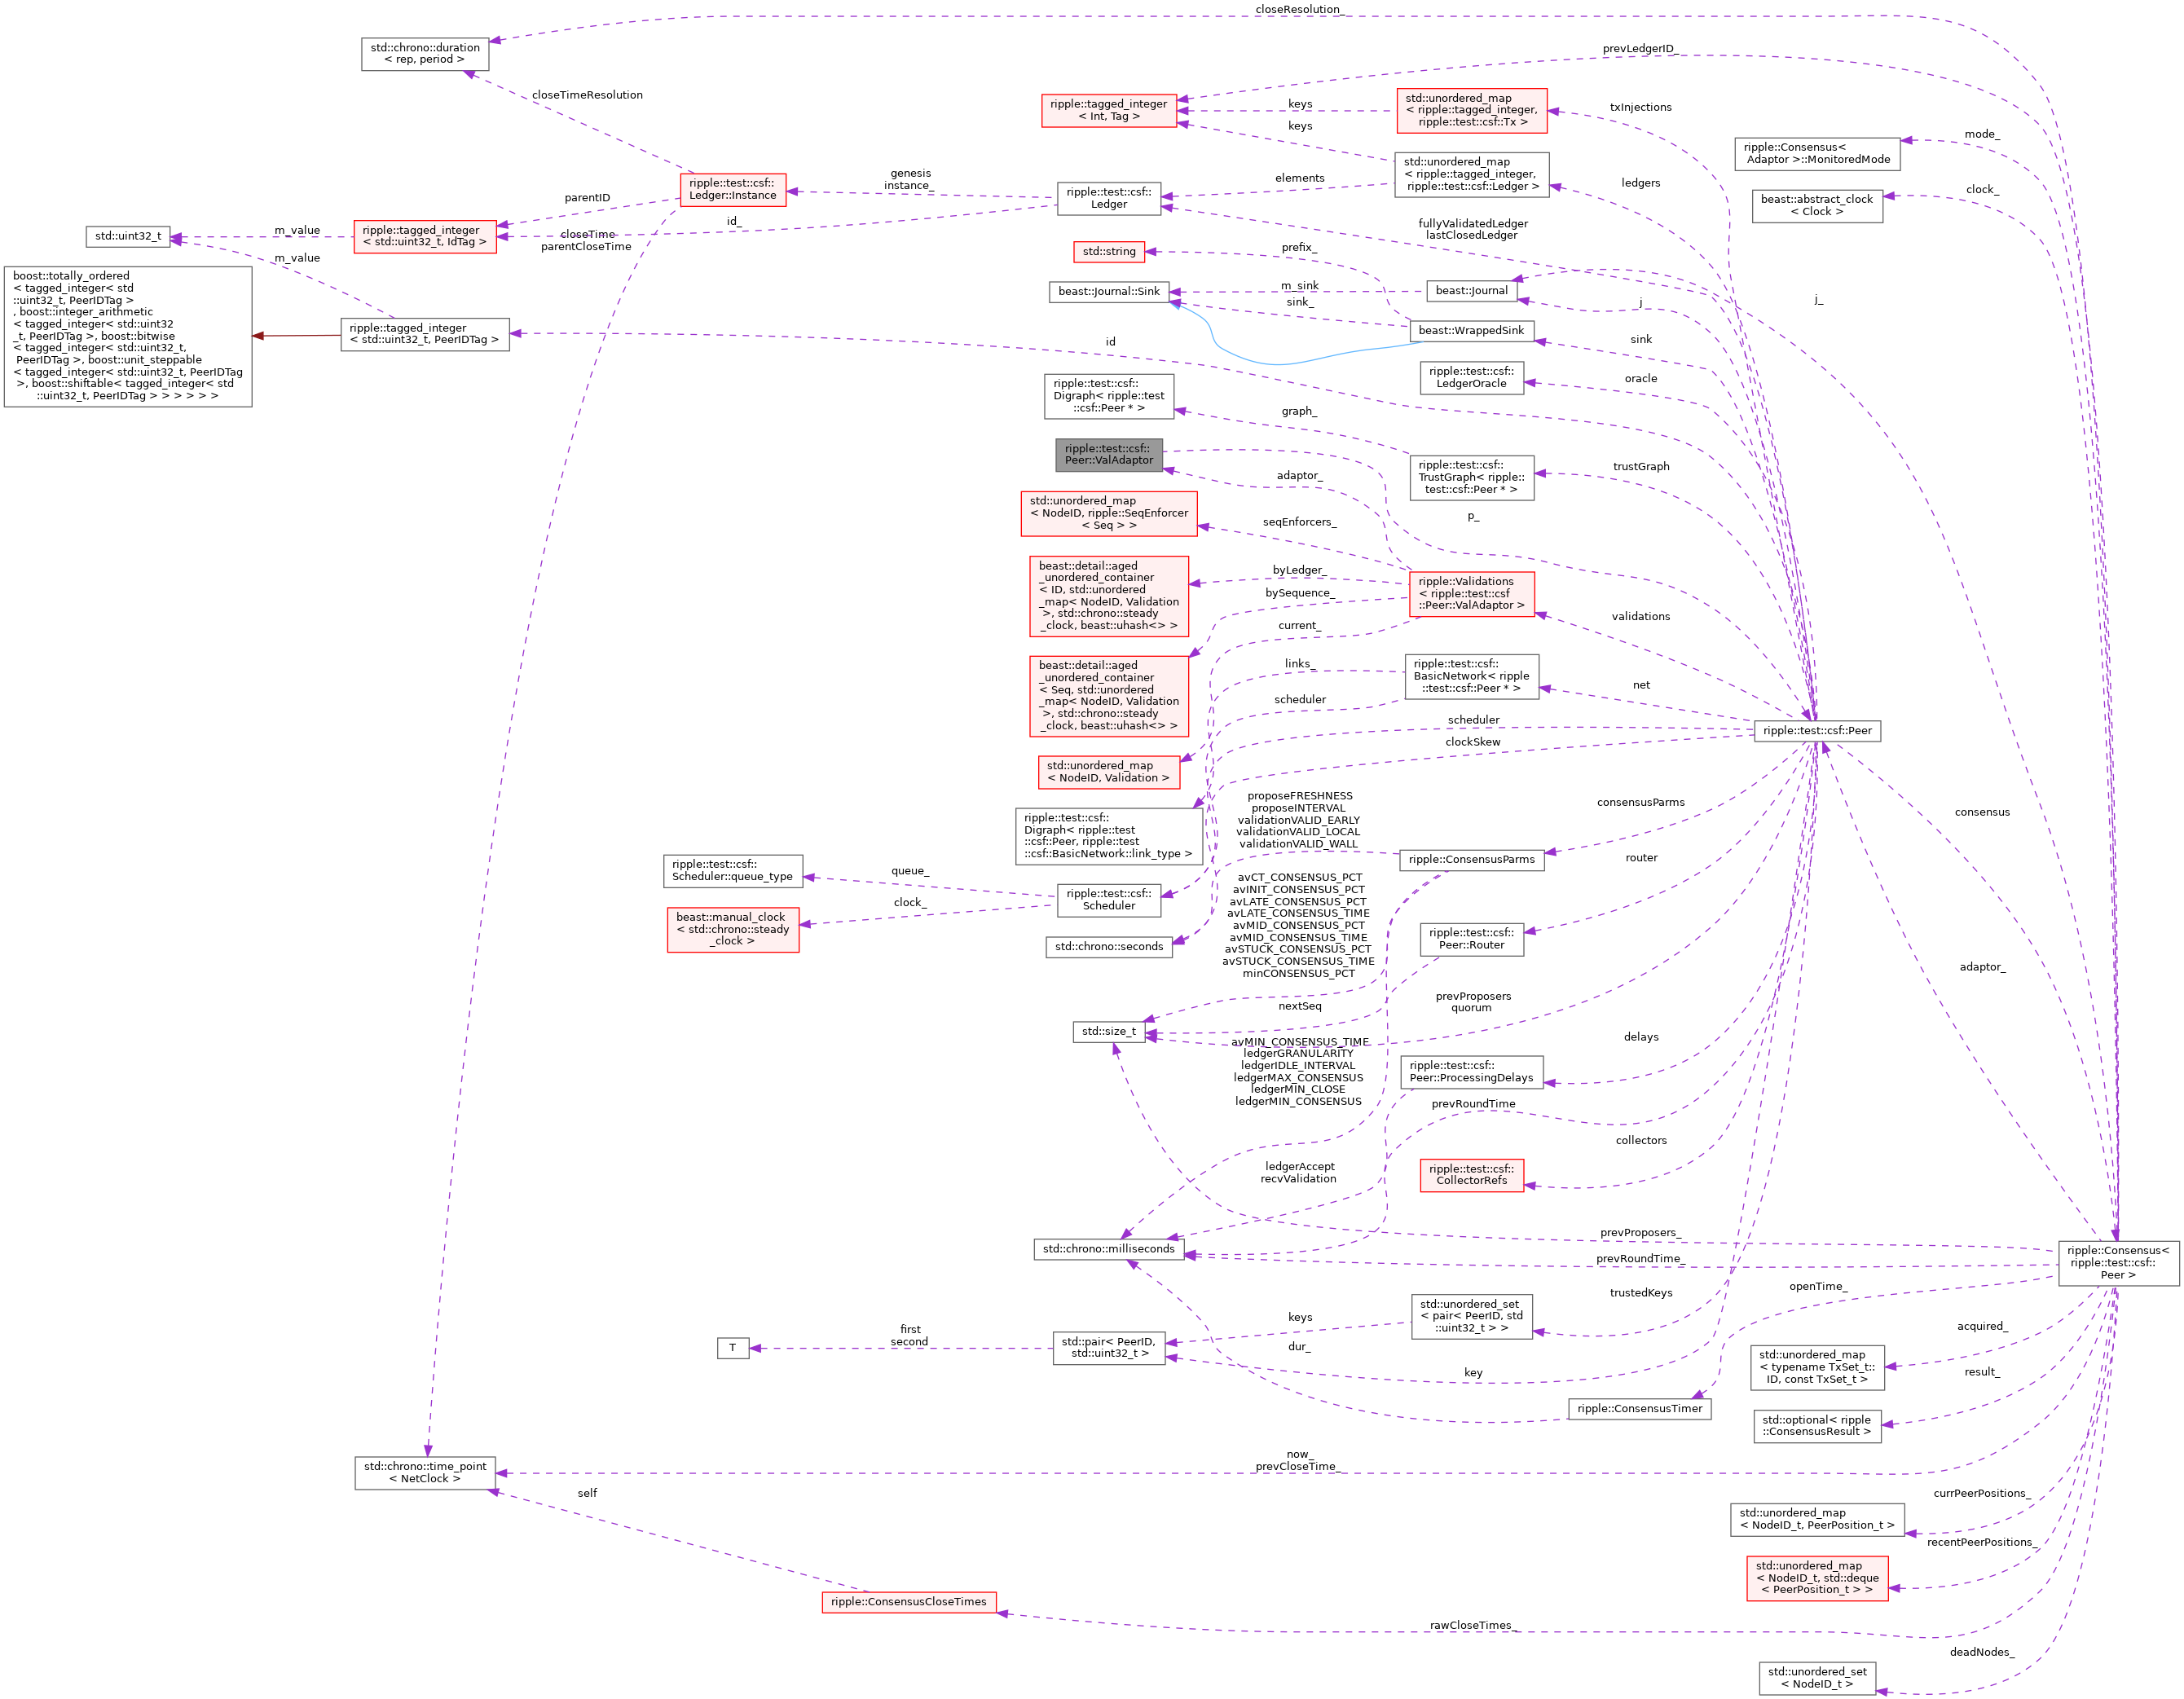 closeResolution_
std::chrono::duration
< rep, period >
prevLedgerID_
closeTimeResolution
ripple::tagged_integer
< Int, Tag >
keys
keys
std::unordered_map
< ripple::tagged_integer,
ripple::test::csf::Tx >
txInjections
mode_
ripple::Consensus<
Adaptor >::MonitoredMode
std::unordered_map
< ripple::tagged_integer,
ripple::test::csf::Ledger >
elements
ledgers
clock_
beast::abstract_clock
< Clock >
ripple::test::csf::
Ledger::Instance
genesis
instance_
ripple::test::csf::
Ledger
parentID
id_
std::uint32_t
m_value
ripple::tagged_integer
< std::uint32_t, IdTag >
closeTime
parentCloseTime
fullyValidatedLedger
lastClosedLedger
m_value
std::string
prefix_
boost::totally_ordered
< tagged_integer< std
::uint32_t, PeerIDTag >
, boost::integer_arithmetic
< tagged_integer< std::uint32
_t, PeerIDTag >, boost::bitwise
< tagged_integer< std::uint32_t,
PeerIDTag >, boost::unit_steppable
< tagged_integer< std::uint32_t, PeerIDTag
>, boost::shiftable< tagged_integer< std
::uint32_t, PeerIDTag > > > > > >
ripple::tagged_integer
< std::uint32_t, PeerIDTag >
beast::Journal::Sink
m_sink
sink_
beast::Journal
j
j_
beast::WrappedSink
sink
id
ripple::test::csf::
LedgerOracle
oracle
ripple::test::csf::
Digraph< ripple::test
::csf::Peer * >
graph_
ripple::test::csf::
Peer::ValAdaptor
adaptor_
ripple::test::csf::
TrustGraph< ripple::
test::csf::Peer * >
trustGraph
p_
std::unordered_map
< NodeID, ripple::SeqEnforcer
< Seq > >
seqEnforcers_
beast::detail::aged
_unordered_container
< ID, std::unordered
_map< NodeID, Validation
>, std::chrono::steady
_clock, beast::uhash<> >
byLedger_
bySequence_
ripple::Validations
< ripple::test::csf
::Peer::ValAdaptor >
validations
current_
beast::detail::aged
_unordered_container
< Seq, std::unordered
_map< NodeID, Validation
>, std::chrono::steady
_clock, beast::uhash<> >
links_
ripple::test::csf::
BasicNetwork< ripple
::test::csf::Peer * >
net
scheduler
scheduler
clockSkew
ripple::test::csf::Peer
std::unordered_map
< NodeID, Validation >
ripple::test::csf::
Digraph< ripple::test
::csf::Peer, ripple::test
::csf::BasicNetwork::link_type >
proposeFRESHNESS
proposeINTERVAL
validationVALID_EARLY
validationVALID_LOCAL
validationVALID_WALL
consensusParms
consensus
ripple::ConsensusParms
ripple::test::csf::
Scheduler::queue_type
queue_
clock_
ripple::test::csf::
Scheduler
beast::manual_clock
< std::chrono::steady
_clock >
std::chrono::seconds
avCT_CONSENSUS_PCT
avINIT_CONSENSUS_PCT
avLATE_CONSENSUS_PCT
avLATE_CONSENSUS_TIME
avMID_CONSENSUS_PCT
avMID_CONSENSUS_TIME
avSTUCK_CONSENSUS_PCT
avSTUCK_CONSENSUS_TIME
minCONSENSUS_PCT
router
ripple::test::csf::
Peer::Router
adaptor_
nextSeq
prevProposers
quorum
std::size_t
avMIN_CONSENSUS_TIME
ledgerGRANULARITY
ledgerIDLE_INTERVAL
ledgerMAX_CONSENSUS
ledgerMIN_CLOSE
ledgerMIN_CONSENSUS
delays
ripple::test::csf::
Peer::ProcessingDelays
prevRoundTime
collectors
ripple::test::csf::
CollectorRefs
ledgerAccept
recvValidation
std::chrono::milliseconds
prevProposers_
prevRoundTime_
ripple::Consensus<
ripple::test::csf::
Peer >
openTime_
trustedKeys
std::unordered_set
< pair< PeerID, std
::uint32_t > >
keys
dur_
key
T
first
second
std::pair< PeerID,
std::uint32_t >
acquired_
std::unordered_map
< typename TxSet_t::
ID, const TxSet_t >
result_
ripple::ConsensusTimer
std::optional< ripple
::ConsensusResult >
now_
prevCloseTime_
std::chrono::time_point
< NetClock >
self
currPeerPositions_
std::unordered_map
< NodeID_t, PeerPosition_t >
recentPeerPositions_
std::unordered_map
< NodeID_t, std::deque
< PeerPosition_t > >
ripple::ConsensusCloseTimes
rawCloseTimes_
deadNodes_
std::unordered_set
< NodeID_t >